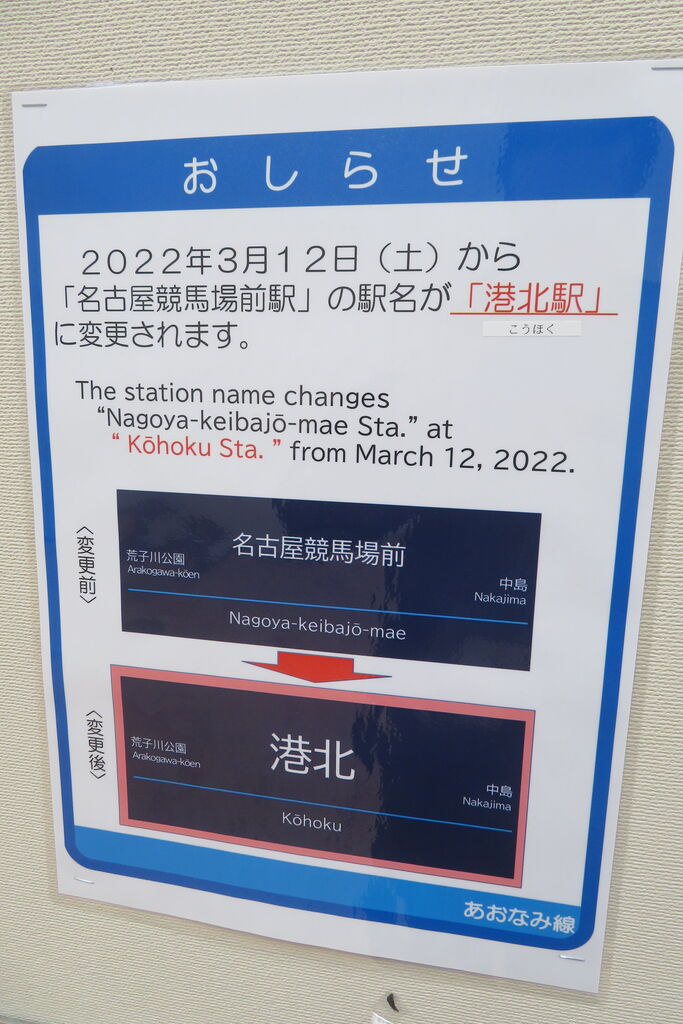 おしらせ
２０２２年３月１２日（土）から
「名古屋競馬場前駅」の駅名が「港北駅」
こうほく
に変更されます。
The station name changes
“Nagoya-keibajō-mae Sta.” at
“ Kōhoku Sta. ” from March 12, 2022.
〈変更前〉
名古屋競馬場前
荒子川公園
Arakogawa-kōen
中島
Nakajima
Nagoya-keibajō-mae
〈変更後〉
港北
荒子川公園
Arakogawa-kōen
中島
Nakajima
Kōhoku
あおなみ線